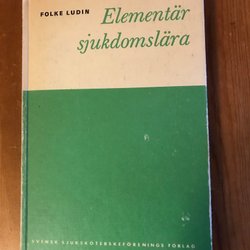 FOLKE LUDIN
Elementär
sjukdomslära
SVENSK SJUKSKÖTERSKEFÖRENINGS FÖRLAG